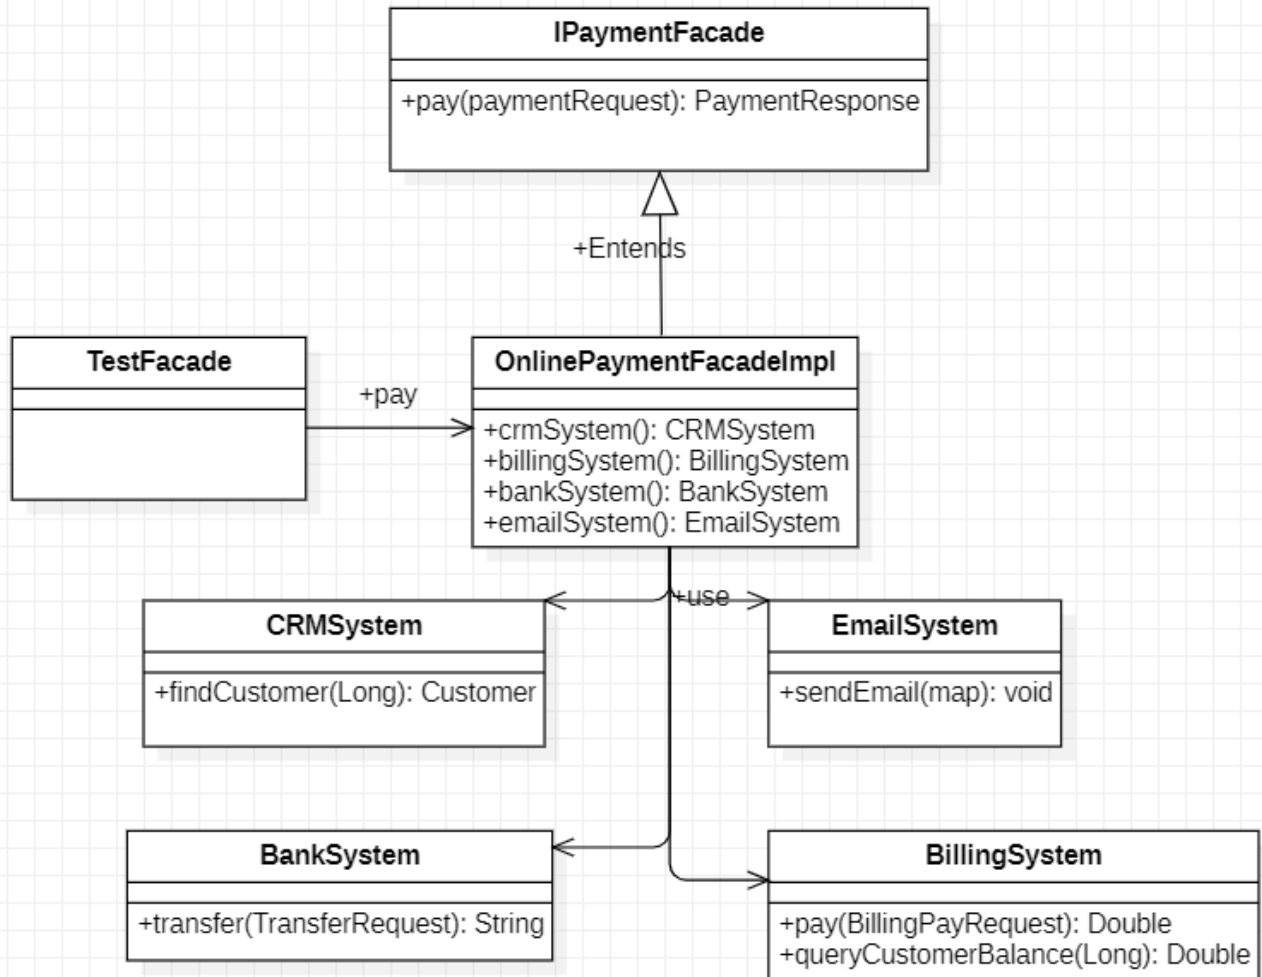 IPaymentFacade
+pay(paymentRequest): PaymentResponse
+Entends
TestFacade
+pay
OnlinePaymentFacadeImpl
+crmSystem(): CRMSystem
+billingSystem(): BillingSystem
+bankSystem(): BankSystem
+emailSystem(): EmailSystem
+use
CRMSystem
+findCustomer(Long): Customer
EmailSystem
+sendEmail(map): void
BankSystem
+transfer(TransferRequest): String
BillingSystem
+pay(BillingPayRequest): Double
+queryCustomerBalance(Long): Double